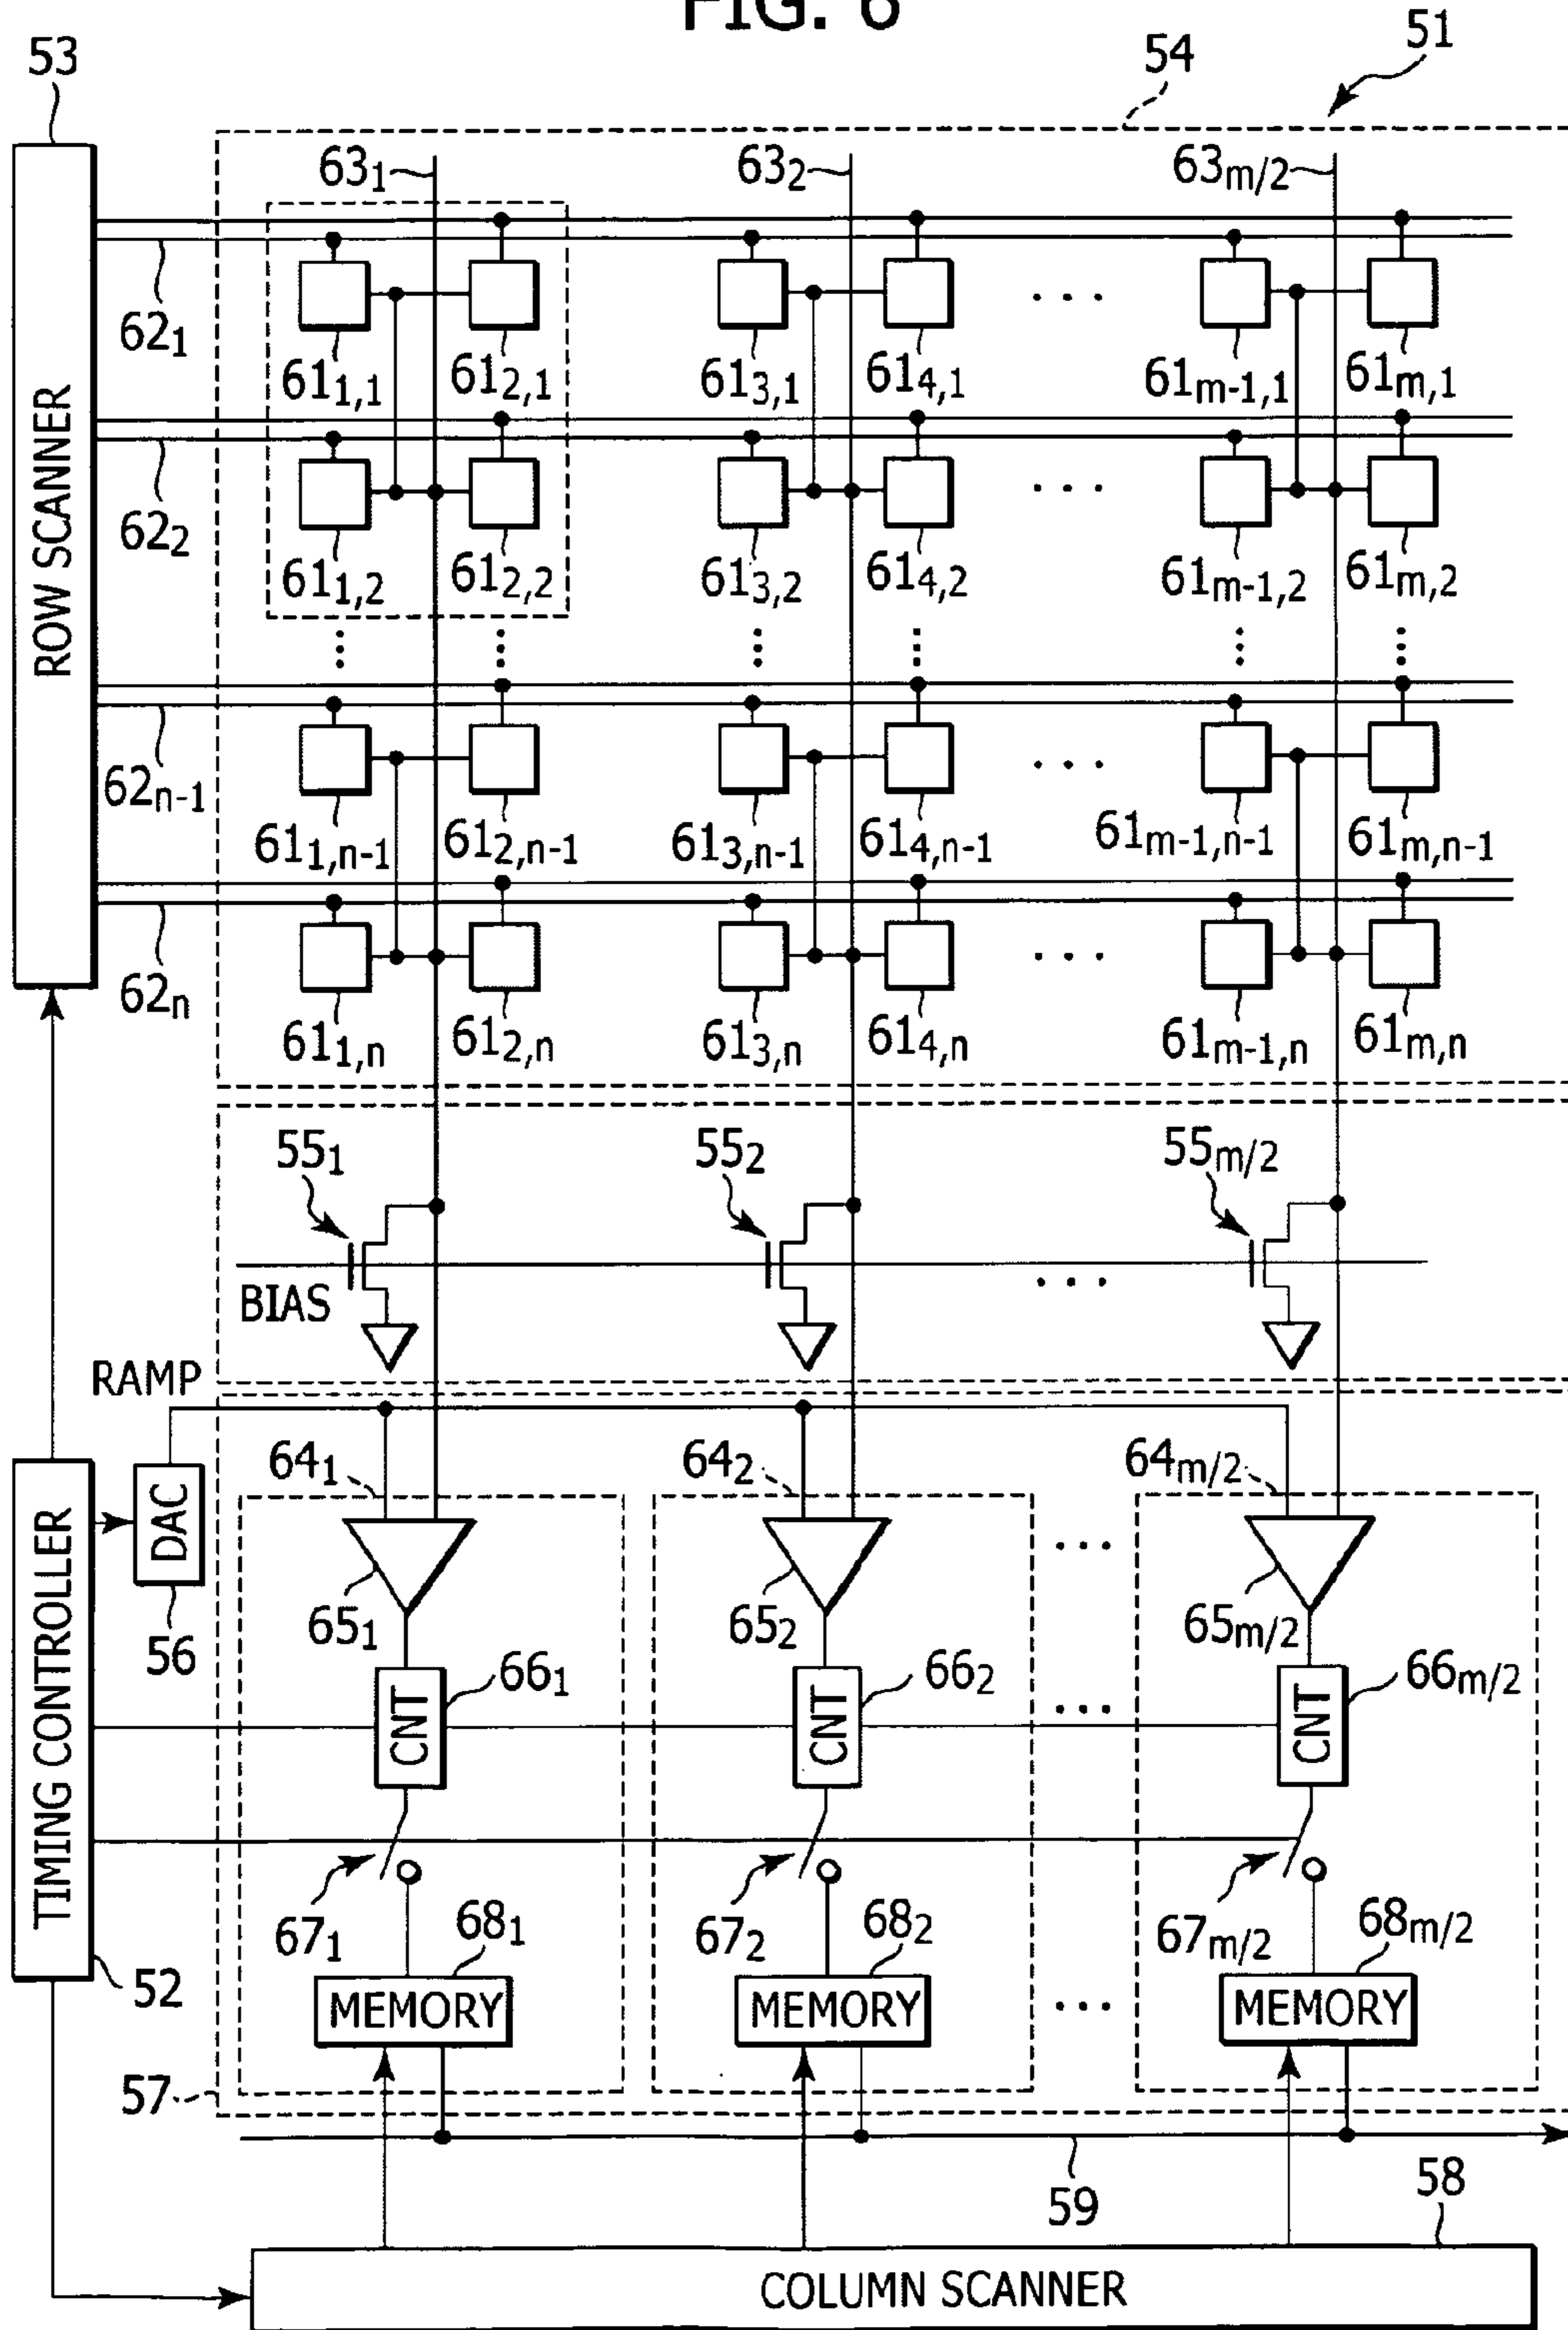 FIG. 6
51
53
54
63₁ 63₂ 63m/2
ROW SCANNER
62₁
61₁,₁ 61₂,₁ 61₃,₁ 61₄,₁ ... 61m-1,1 61m,1
62₂
61₁,₂ 61₂,₂ 61₃,₂ 61₄,₂ ... 61m-1,2 61m,2
62n-1
61₁,n-1 61₂,n-1 61₃,n-1 61₄,n-1 ... 61m-1,n-1 61m,n-1
62n
61₁,n 61₂,n 61₃,n 61₄,n ... 61m-1,n 61m,n
55₁ 55₂ 55m/2
BIAS ...
RAMP
64₁ 64₂ 64m/2
TIMING CONTROLLER
DAC
56
65₁ 65₂ ... 65m/2
CNT 66₁ CNT 66₂ ... CNT 66m/2
67₁ 67₂ 67m/2
68₁ 68₂ 68m/2
52
MEMORY MEMORY ... MEMORY
57
59
58
COLUMN SCANNER